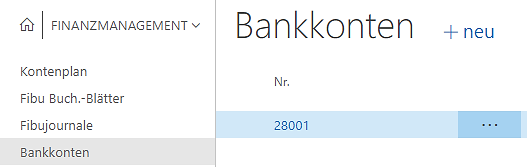 FINANZMANAGEMENT
Kontenplan
Fibu Buch.-Blätter
Fibujournale
Bankkonten
Bankkonten + neu
Nr.
28001 ...